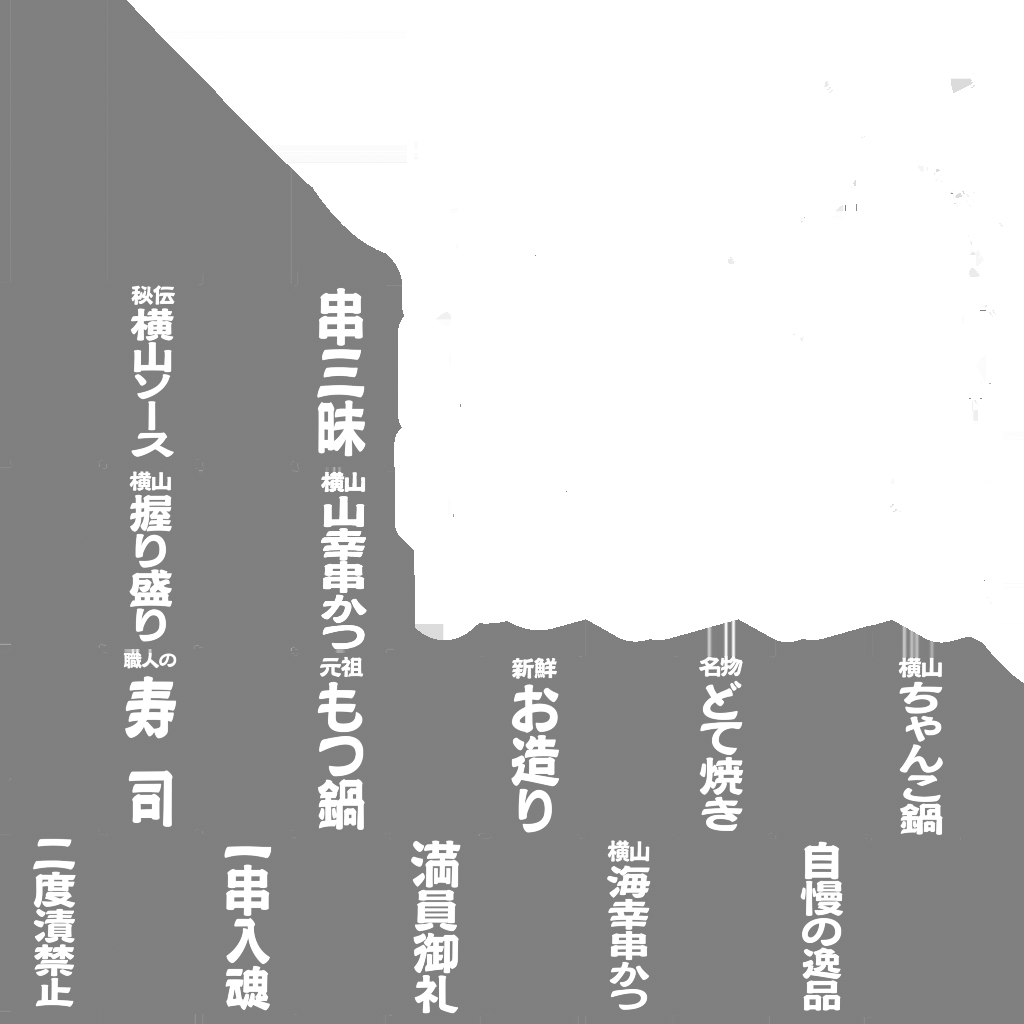 秘伝
横山ソース
串三昧
横山
握り盛り
横山
山幸串かつ
職人の
寿司
元祖
もつ鍋
新鮮
お造り
名物
どて焼き
横山
ちゃんこ鍋
二度漬禁止
一串入魂
満員御礼
横山
海幸串かつ
自慢の逸品